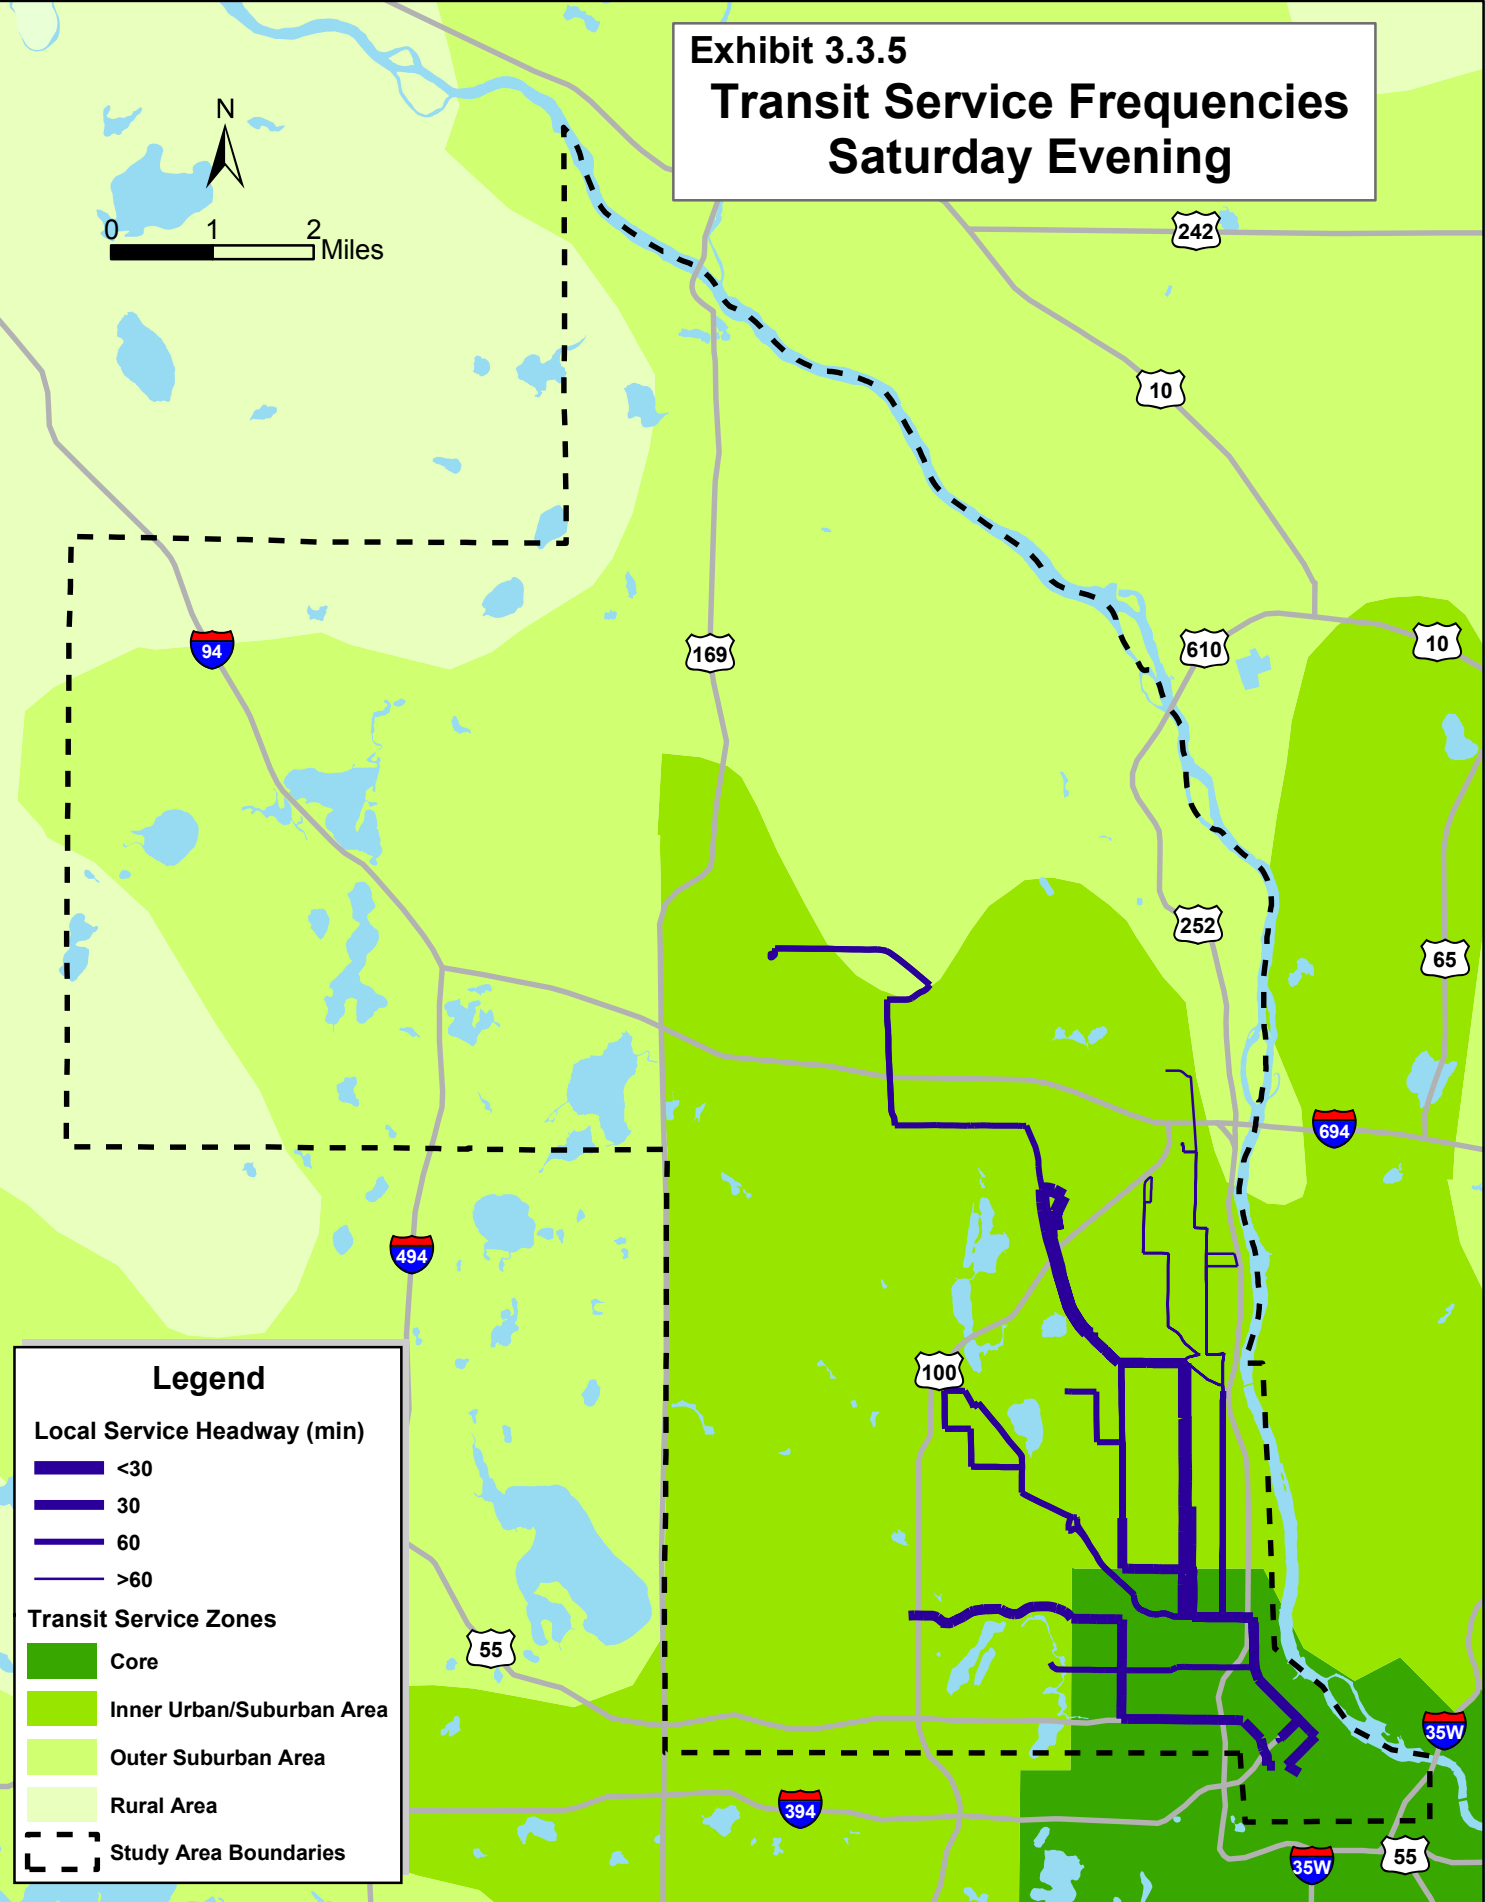 Exhibit 3.3.5
Transit Service Frequencies
Saturday Evening
N
0 1 2
Miles
242
10
94
169
610
10
252
65
694
494
100
55
35W
394
35W
55
Legend
Local Service Headway (min)
<30
30
60
>60
Transit Service Zones
Core
Inner Urban/Suburban Area
Outer Suburban Area
Rural Area
Study Area Boundaries